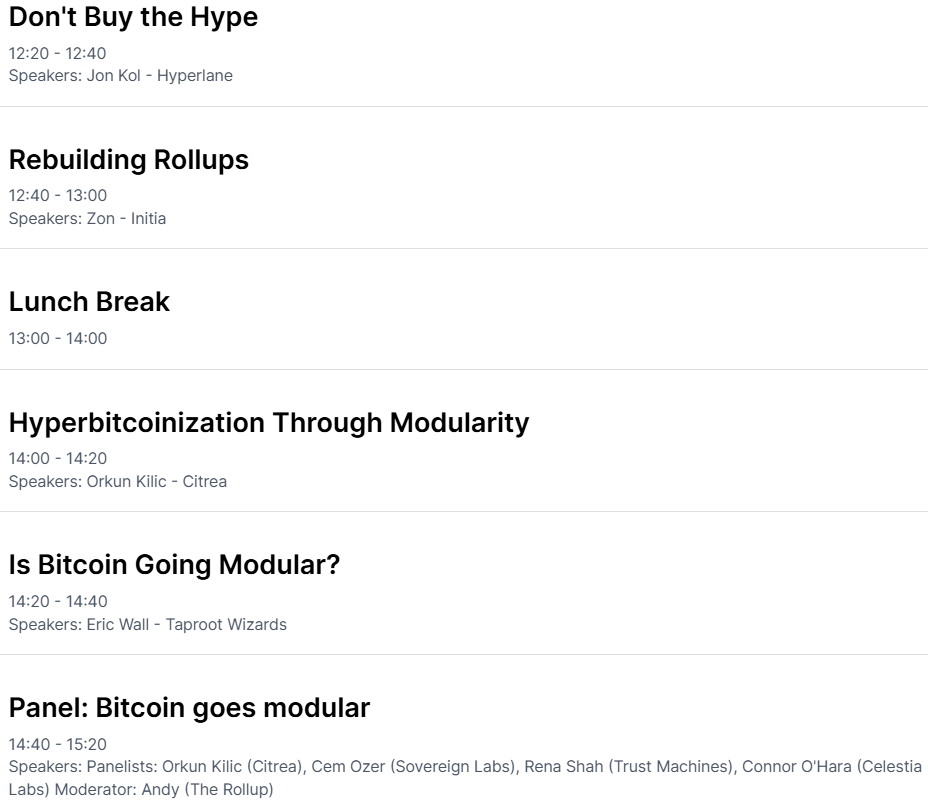 Don't Buy the Hype
12:20 - 12:40
Speakers: Jon Kol - Hyperlane
Rebuilding Rollups
12:40 - 13:00
Speakers: Zon - Initia
Lunch Break
13:00 - 14:00
Hyperbitcoinization Through Modularity
14:00 - 14:20
Speakers: Orkun Kilic - Citrea
Is Bitcoin Going Modular?
14:20 - 14:40
Speakers: Eric Wall - Taproot Wizards
Panel: Bitcoin goes modular
14:40 - 15:20
Speakers: Panelists: Orkun Kilic (Citrea), Cem Ozer (Sovereign Labs), Rena Shah (Trust Machines), Connor O'Hara (Celestia
Labs) Moderator: Andy (The Rollup)